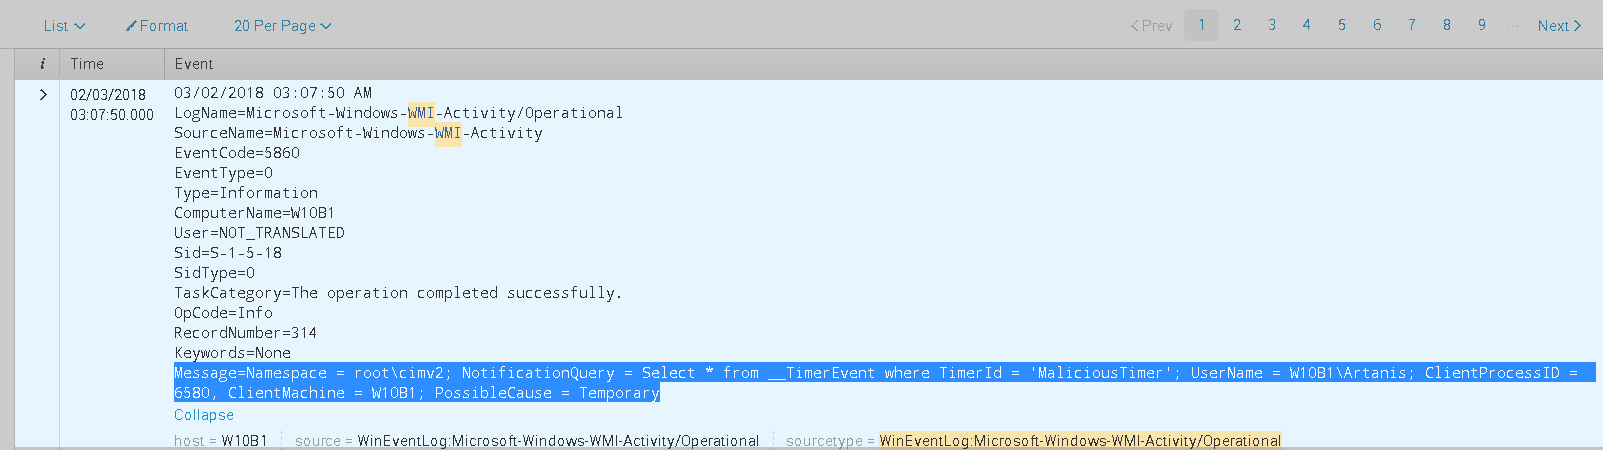 List Format 20 Per Page Prev 1 2 3 4 5 6 7 8 9 ... Next
i Time Event
02/03/2018
03:07:50.000
03/02/2018 03:07:50 AM
LogName=Microsoft-Windows-WMI-Activity/Operational
SourceName=Microsoft-Windows-WMI-Activity
EventCode=5860
EventType=0
Type=Information
ComputerName=W10B1
User=NOT_TRANSLATED
Sid=S-1-5-18
SidType=0
TaskCategory=The operation completed successfully.
OpCode=Info
RecordNumber=314
Keywords=None
Message=Namespace = root\cimv2; NotificationQuery = Select * from __TimerEvent where TimerId = 'MaliciousTimer'; UserName = W10B1\Artanis; ClientProcessID =
6580, ClientMachine = W10B1; PossibleCause = Temporary
Collapse
host = W10B1 source = WinEventLog:Microsoft-Windows-WMI-Activity/Operational sourcetype = WinEventLog:Microsoft-Windows-WMI-Activity/Operational